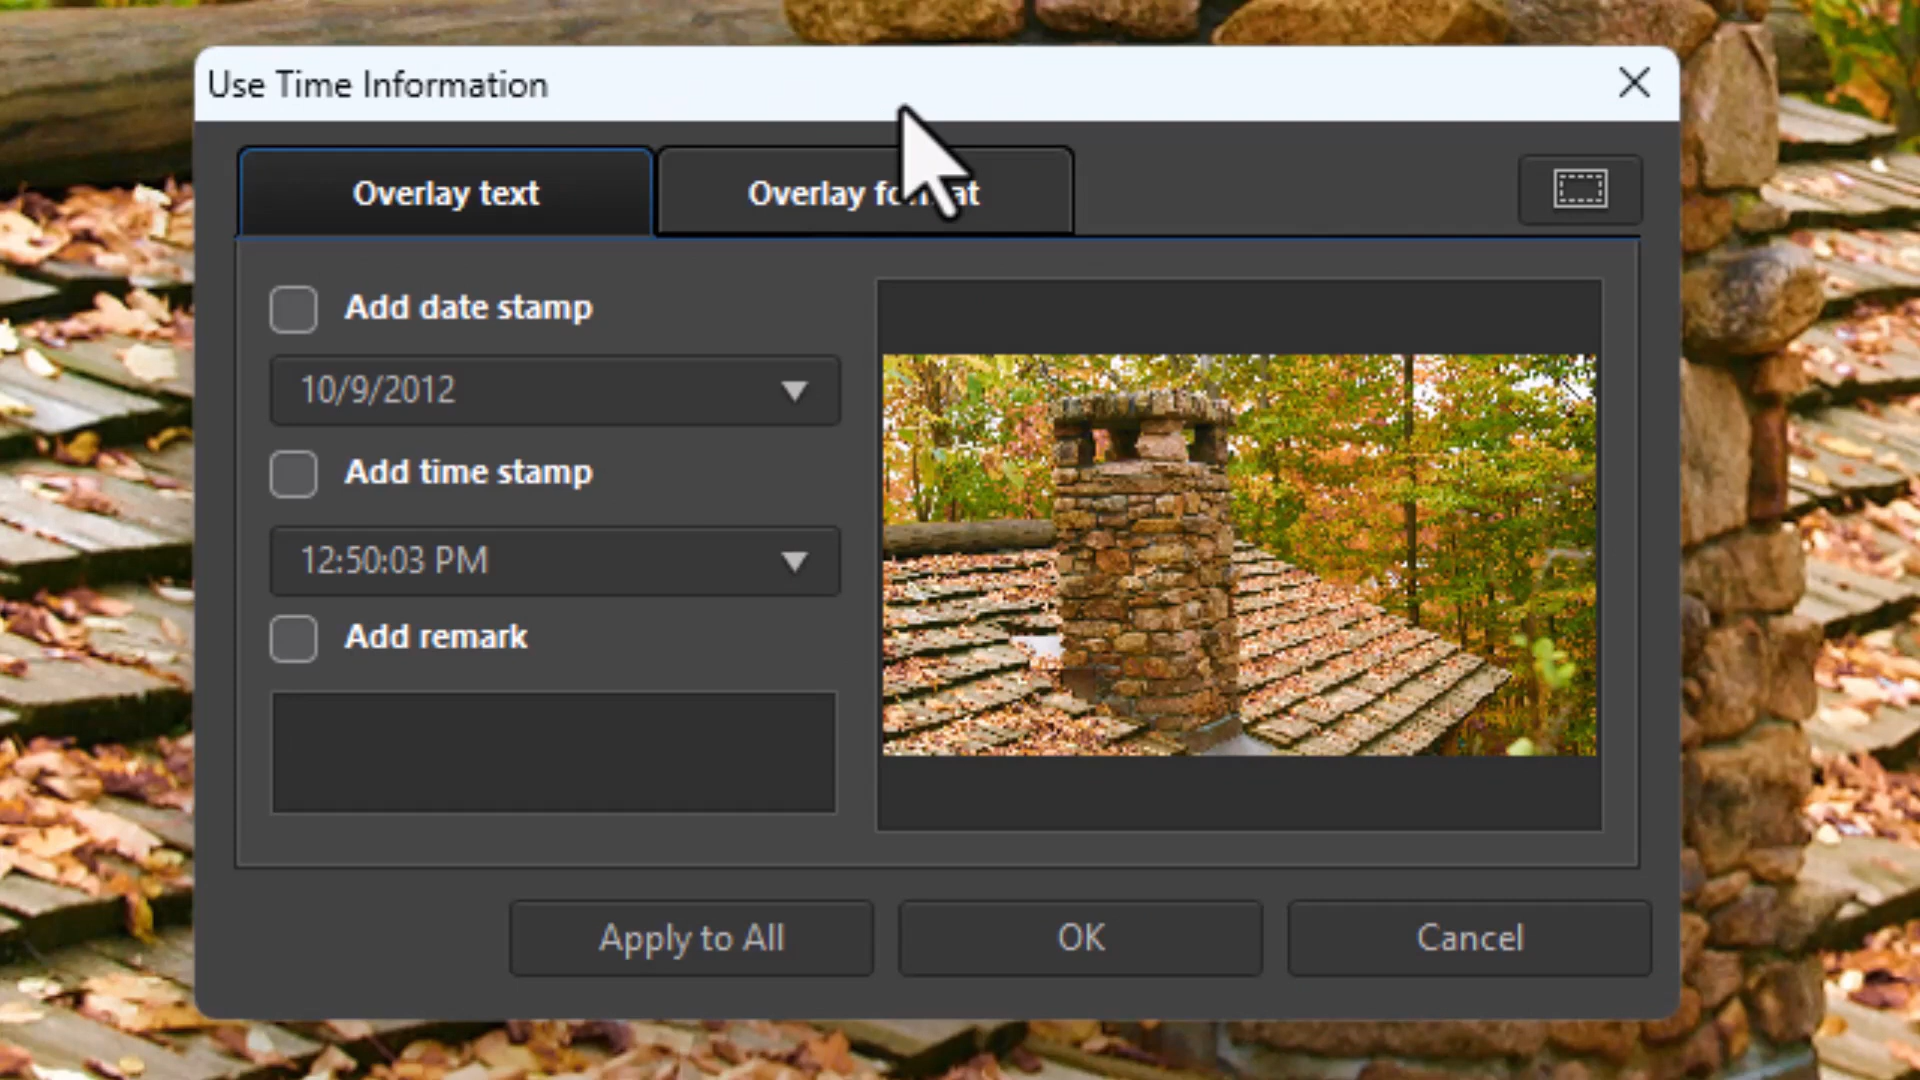 Use Time Information
Overlay text
Overlay format
Add date stamp
10/9/2012
Add time stamp
12:50:03 PM
Add remark
Apply to All
OK
Cancel